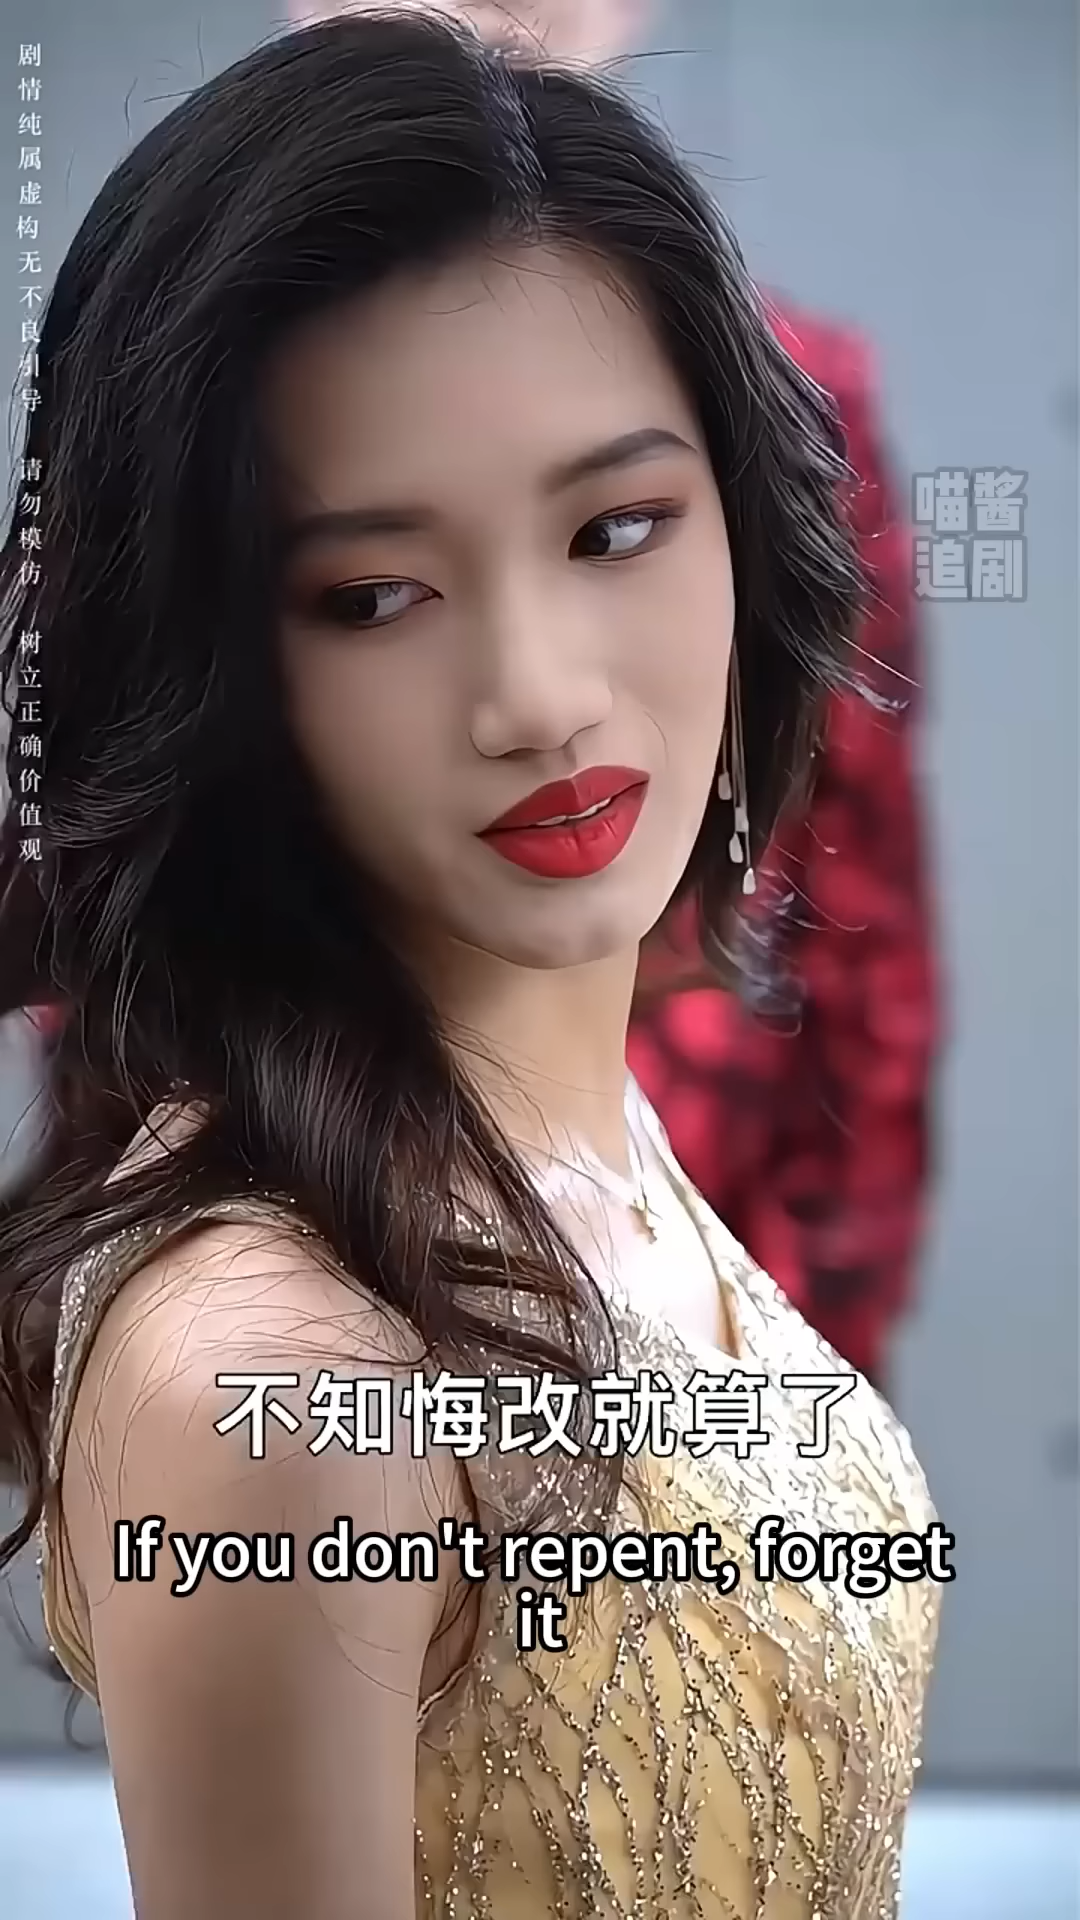 剧情纯属虚构无不良引导 请勿模仿 树立正确价值观
喵酱
追剧
不知悔改就算了
If you don't repent, forget
it